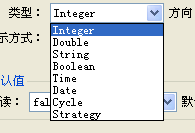 类型： Integer 方向
示方式： Integer
Double
String
Boolean
认值 Time
Date
读： fal Cycle 默
Strategy